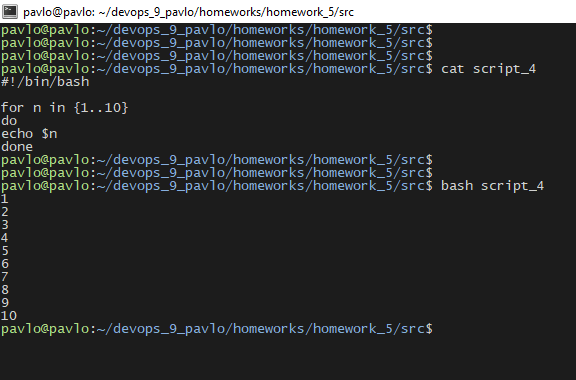 pavlo@pavlo: ~/devops_9_pavlo/homeworks/homework_5/src
pavlo@pavlo:~/devops_9_pavlo/homeworks/homework_5/src$
pavlo@pavlo:~/devops_9_pavlo/homeworks/homework_5/src$
pavlo@pavlo:~/devops_9_pavlo/homeworks/homework_5/src$
pavlo@pavlo:~/devops_9_pavlo/homeworks/homework_5/src$ cat script_4
#!/bin/bash

for n in {1..10}
do
echo $n
done
pavlo@pavlo:~/devops_9_pavlo/homeworks/homework_5/src$
pavlo@pavlo:~/devops_9_pavlo/homeworks/homework_5/src$
pavlo@pavlo:~/devops_9_pavlo/homeworks/homework_5/src$ bash script_4
1
2
3
4
5
6
7
8
9
10
pavlo@pavlo:~/devops_9_pavlo/homeworks/homework_5/src$